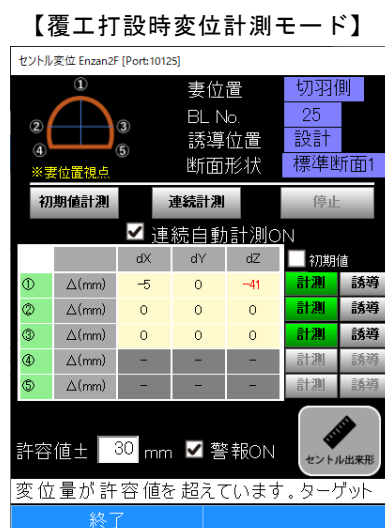 【覆工打設時変位計測モード】
セントル変位 Enzan2F [Port:10125]
① ② ③ ④ ⑤
※妻位置視点
妻位置 切羽側
BL No. 25
誘導位置 設計
断面形状 標準断面1
初期値計測 連続計測 停止
連続自動計測ON
dX dY dZ 初期値
① △(mm) -5 0 -41 計測 誘導
② △(mm) 0 0 0 計測 誘導
③ △(mm) 0 0 0 計測 誘導
④ △(mm) - - - 計測 誘導
⑤ △(mm) - - - 計測 誘導
許容値± 30 mm 警報ON
セントル出来形
変位量が許容値を超えています。ターゲット
終了